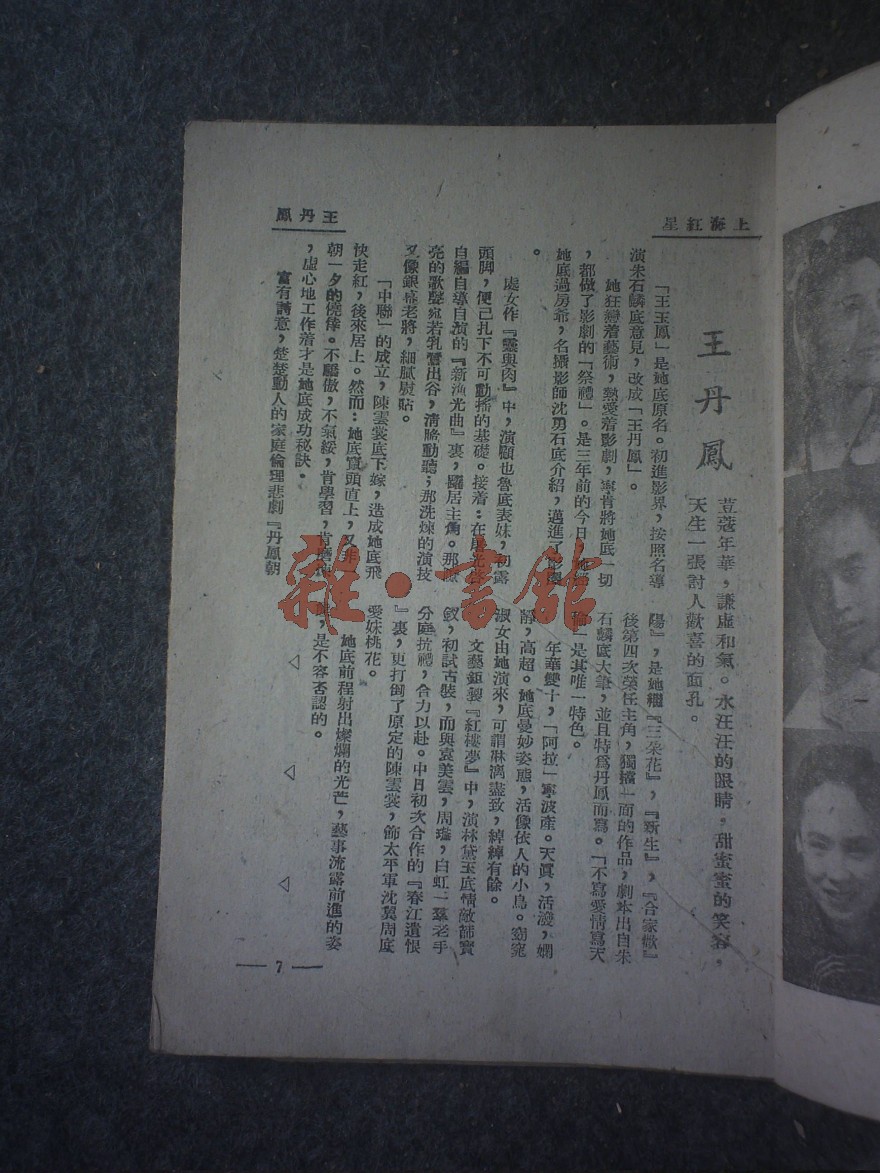 上海紅星
王丹鳳
王丹鳳
荳蔻年華,謙虛和氣。水汪汪的眼睛,甜蜜蜜的笑容,
天生一張討人歡喜的面孔。
「王玉鳳」是她底原名。初進影界,按照名導
演朱石麟底意見,改成「王丹鳳」。
她狂戀着藝術,熱愛着影劇,寧肯將她底一切
,都做了影劇的「祭禮」。是三年前的今日,
她底過房爺,名攝影師沈勇石底介紹,邁進了影
。
處女作『靈與肉』中,演顧也魯底表妹,初露
頭脚,便已扎下不可動搖的基礎。接着:在屠光
自編自導自演的『新漁光曲』裏,躍居主角。那嘹
亮的歌聲宛若乳鶯出谷,清脆動聽;那洗煉的演技
又像銀壇老將,細膩熨貼。
「中聯」的成立,陳雲裳底下嫁,造成她底飛
快走紅,後來居上。然而:她底竄頭直上,又非
朝一夕的僥倖。不驕傲,不氣綏,肯學習,肯磨
,虛心地工作着才是她底成功秘訣。
富有詩意,楚楚動人的家庭倫理悲劇『丹鳳朝
陽』,是她繼『三朵花』,『新生』,『合家歡』
後第四次榮任主角,獨擋一面的作品,劇本出自朱
石麟底大筆,並且特爲丹鳳而寫。「不寫愛情寫天
倫」是其唯一特色。
年華雙十,「阿拉」寧波產。天眞,活潑,嫻
靜,高超。她底曼妙姿態,活像依人的小鳥。窈窕
淑女由她演來,可謂淋漓盡致,綽綽有餘。
文藝鉅製『紅樓夢』中,演林黛玉底情敵薛寶
釵,初試古裝,而與袁美雲,周璇,白虹一羣老手
分庭抗禮,合力以赴。中日初次合作的『春江遺恨
』裏,更打倒了原定的陳雲裳,飾太平軍沈翼周底
愛妹桃花。
她底前程射出燦爛的光芒,藝事流露前進的姿
,是不容否認的。
— 7 —
雜·書館